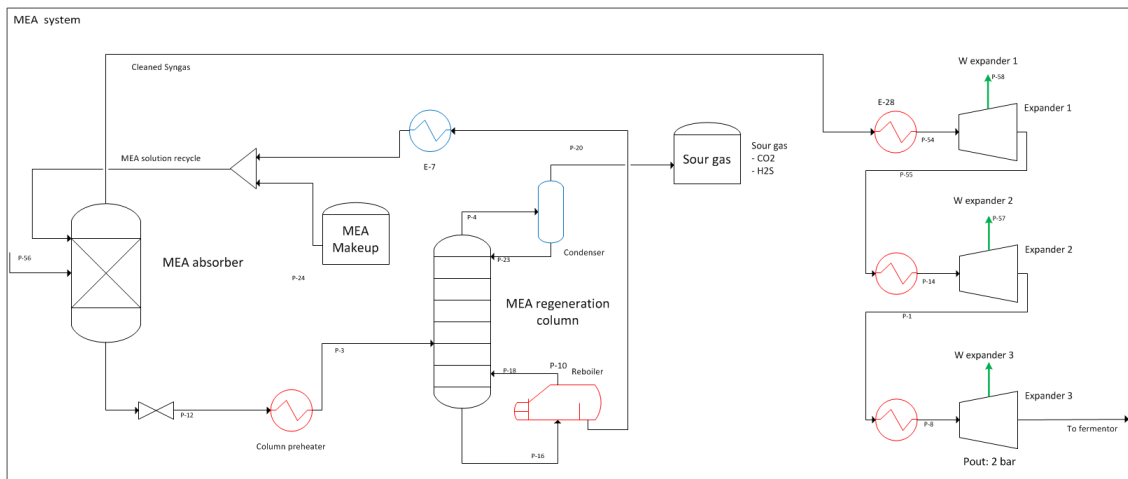 MEA system
Cleaned Syngas
W expander 1
P-58
E-28
Expander 1
P-54
P-55
MEA solution recycle
E-7
P-20
Sour gas
Sour gas
- CO2
- H2S
MEA
Makeup
P-24
P-4
P-23
Condenser
W expander 2
P-57
Expander 2
P-14
P-1
P-56
MEA absorber
MEA regeneration
column
P-3
P-18
P-10
Reboiler
P-12
Column preheater
P-16
W expander 3
Expander 3
P-8
To fermentor
Pout: 2 bar